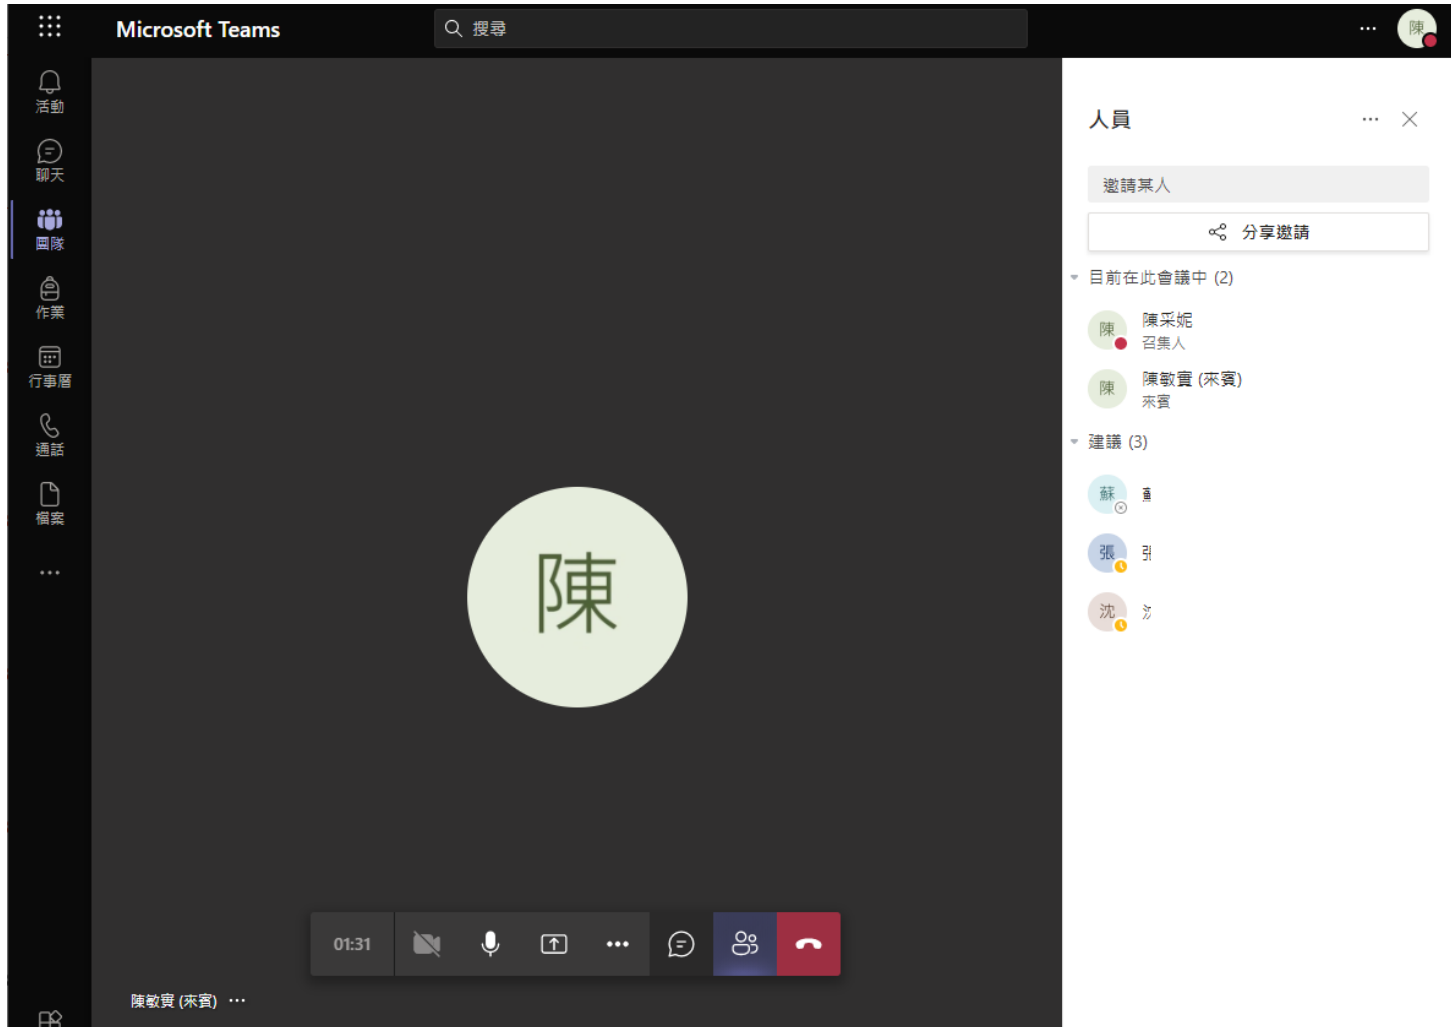 Microsoft Teams
搜尋
陳
活動
聊天
團隊
作業
行事曆
通話
檔案
人員
邀請某人
分享邀請
目前在此會議中 (2)
陳
陳采妮
召集人
陳
陳敏實 (來賓)
來賓
建議 (3)
蘇
張
沈
陳
01:31
陳敏實 (來賓)